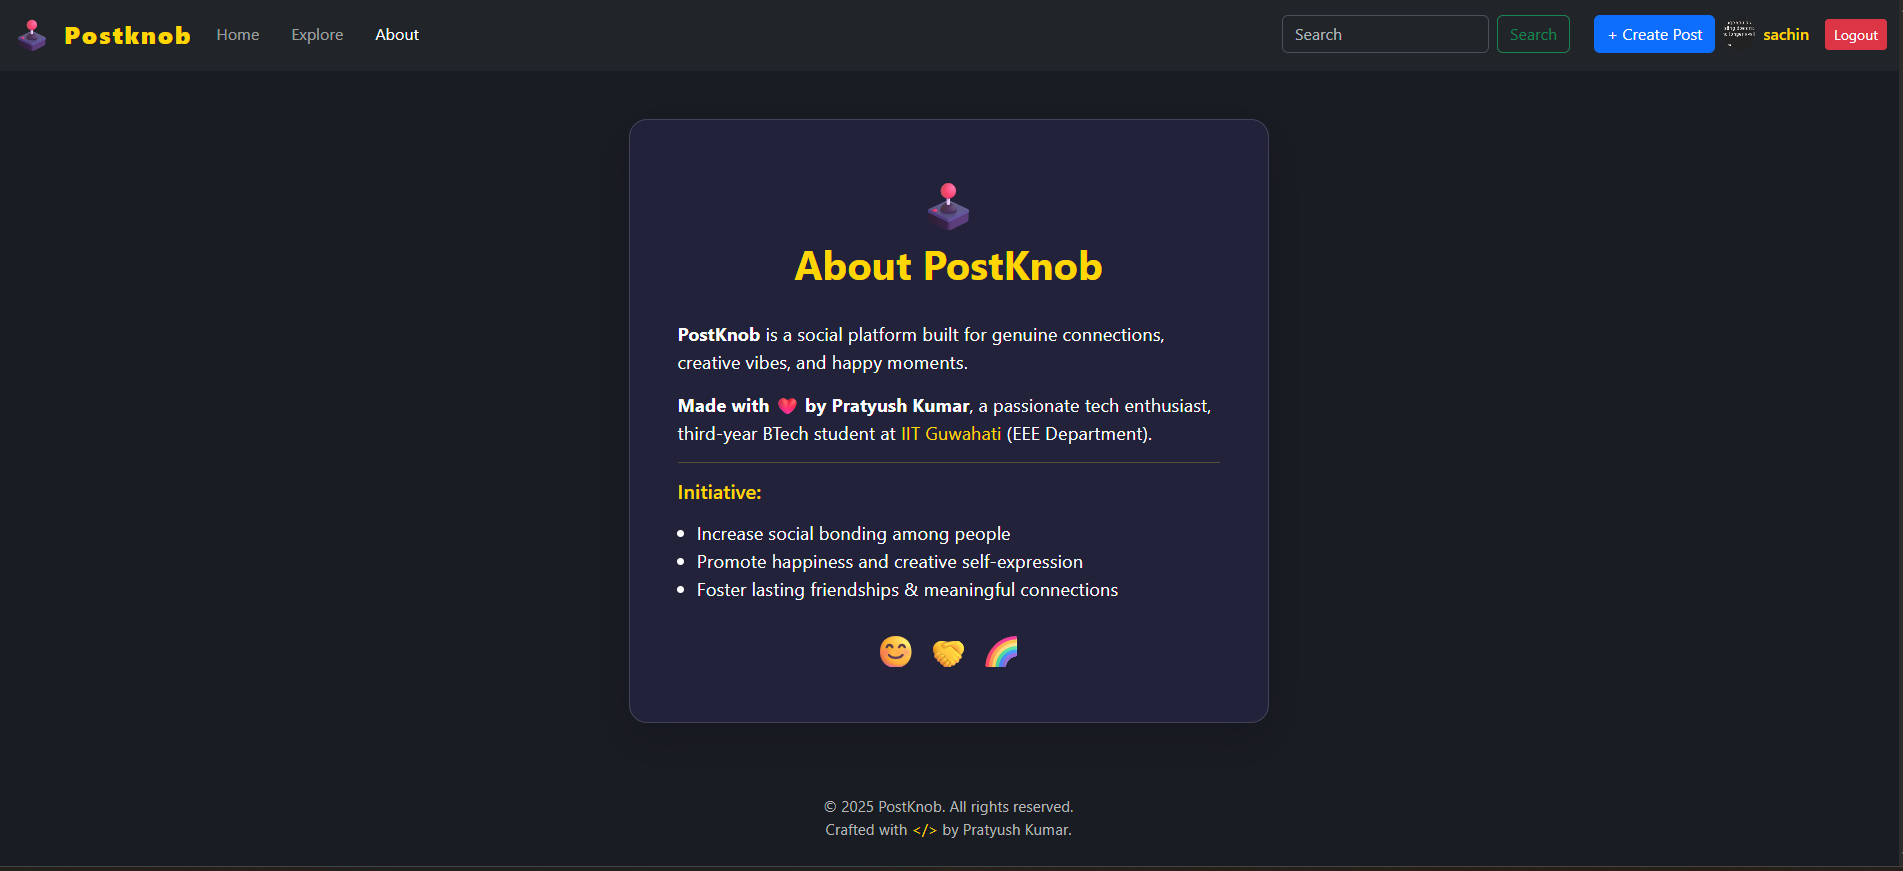 Postknob Home Explore About Search Search + Create Post sachin Logout
About PostKnob
PostKnob is a social platform built for genuine connections,
creative vibes, and happy moments.
Made with ❤️ by Pratyush Kumar, a passionate tech enthusiast,
third-year BTech student at IIT Guwahati (EEE Department).
Initiative:
• Increase social bonding among people
• Promote happiness and creative self-expression
• Foster lasting friendships & meaningful connections
© 2025 PostKnob. All rights reserved.
Crafted with </> by Pratyush Kumar.